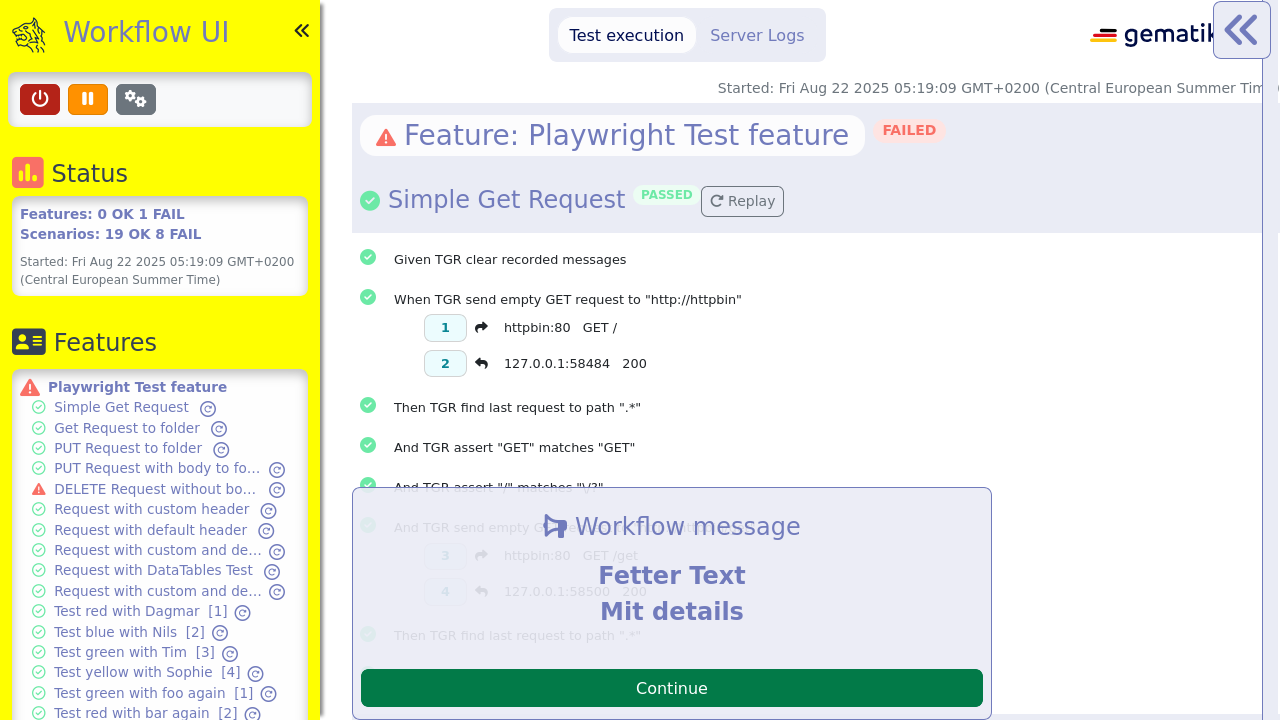 Workflow UI
Status
Features: 0 OK 1 FAIL
Scenarios: 19 OK 8 FAIL
Started: Fri Aug 22 2025 05:19:09 GMT+0200
(Central European Summer Time)
Features
Playwright Test feature
Simple Get Request
Get Request to folder
PUT Request to folder
PUT Request with body to fo...
DELETE Request without bo...
Request with custom header
Request with default header
Request with custom and de...
Request with DataTables Test
Request with custom and de...
Test red with Dagmar [1]
Test blue with Nils [2]
Test green with Tim [3]
Test yellow with Sophie [4]
Test green with foo again [1]
Test red with bar again [2]
Test execution
Server Logs
gematik
Started: Fri Aug 22 2025 05:19:09 GMT+0200 (Central European Summer Time
Feature: Playwright Test feature FAILED
Simple Get Request PASSED Replay
Given TGR clear recorded messages
When TGR send empty GET request to "http://httpbin"
1 httpbin:80 GET /
2 127.0.0.1:58484 200
Then TGR find last request to path ".*"
And TGR assert "GET" matches "GET"
And TGR assert "/" matches "\/?"
And TGR send empty
3 httpbin:80 GET /get
4 127.0.0.1:58500 200
Then TGR find last request to path ".*"
Workflow message
Fetter Text
Mit details
Continue